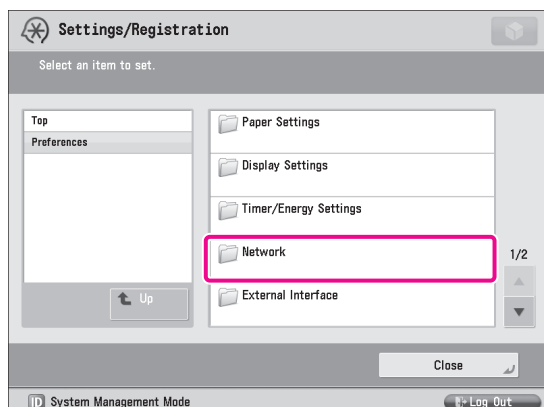 Settings/Registration
Select an item to set.
Top
Preferences
Up
Paper Settings
Display Settings
Timer/Energy Settings
Network
External Interface
1/2
Close
ID System Management Mode
Log Out